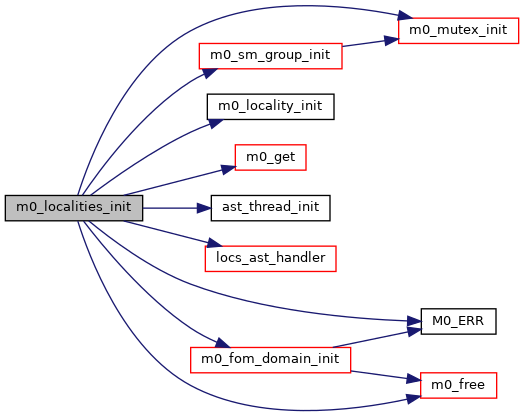 m0_mutex_init
m0_sm_group_init
m0_locality_init
m0_get
m0_localities_init
ast_thread_init
locs_ast_handler
M0_ERR
m0_fom_domain_init
m0_free